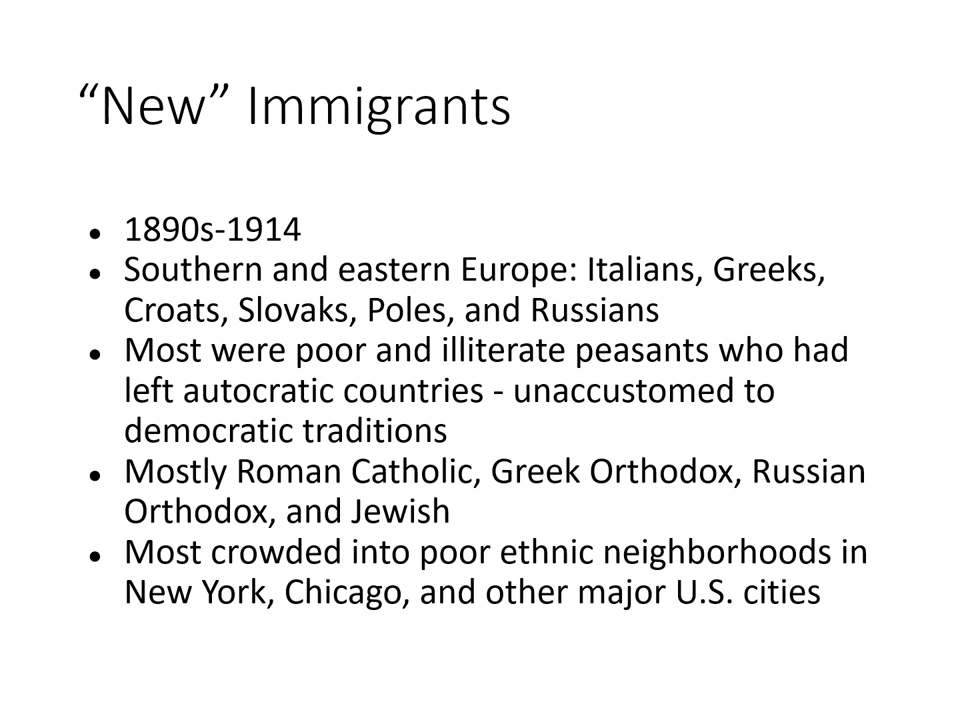 “New” Immigrants
● 1890s-1914
● Southern and eastern Europe: Italians, Greeks,
Croats, Slovaks, Poles, and Russians
● Most were poor and illiterate peasants who had
left autocratic countries - unaccustomed to
democratic traditions
● Mostly Roman Catholic, Greek Orthodox, Russian
Orthodox, and Jewish
● Most crowded into poor ethnic neighborhoods in
New York, Chicago, and other major U.S. cities